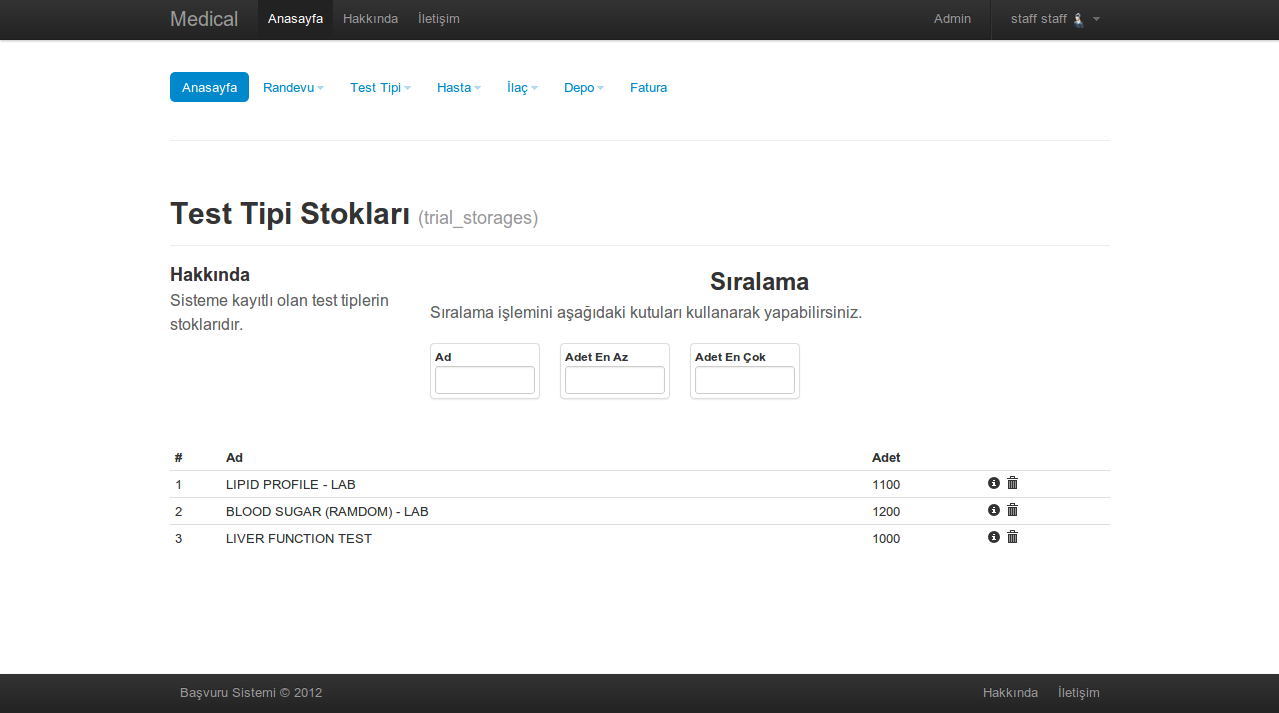 Medical Anasayfa Hakkında İletişim Admin staff staff
Anasayfa Randevu Test Tipi Hasta İlaç Depo Fatura
Test Tipi Stokları (trial_storages)
Hakkında
Sisteme kayıtlı olan test tiplerin
stoklarıdır.
Sıralama
Sıralama işlemini aşağıdaki kutuları kullanarak yapabilirsiniz.
Ad Adet En Az Adet En Çok
# Ad Adet
1 LIPID PROFILE - LAB 1100
2 BLOOD SUGAR (RAMDOM) - LAB 1200
3 LIVER FUNCTION TEST 1000
Başvuru Sistemi © 2012 Hakkında İletişim